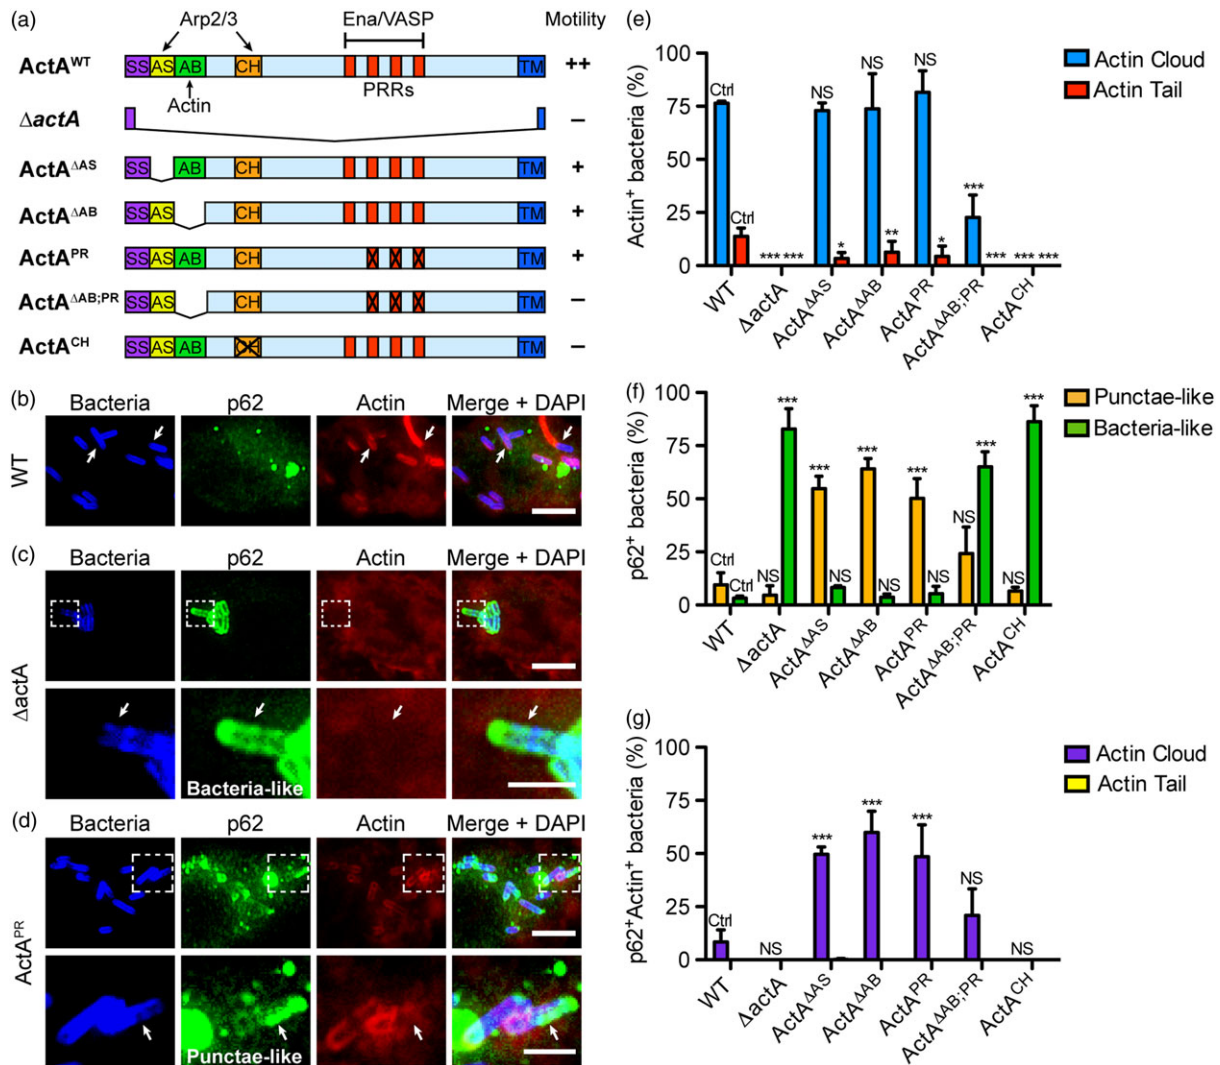 (a)
Arp2/3
Ena/VASP
Motility
ActA^WT
SS AS AB CH TM
++
Actin
PRRs
ΔactA
−
ActA^ΔAS
SS AB CH TM
+
ActA^ΔAB
SS AS CH TM
+
ActA^PR
SS AS AB CH TM
+
ActA^ΔAB;PR
SS AS CH TM
−
ActA^CH
SS AS AB CH TM
−
(b)
Bacteria p62 Actin Merge + DAPI
WT
(c)
Bacteria p62 Actin Merge + DAPI
ΔactA
Bacteria-like
(d)
Bacteria p62 Actin Merge + DAPI
ActA^PR
Punctae-like
(e)
Actin⁺ bacteria (%)
100
75
50
25
0
Ctrl Ctrl *** *** NS * NS ** NS * *** *** *** ***
WT ΔactA ActA^ΔAS ActA^ΔAB ActA^PR ActA^ΔAB;PR ActA^CH
Actin Cloud
Actin Tail
(f)
p62⁺ bacteria (%)
100
75
50
25
0
Ctrl Ctrl NS *** *** NS *** NS *** NS NS *** NS ***
WT ΔactA ActA^ΔAS ActA^ΔAB ActA^PR ActA^ΔAB;PR ActA^CH
Punctae-like
Bacteria-like
(g)
p62⁺Actin⁺ bacteria (%)
100
75
50
25
0
Ctrl NS *** *** *** NS NS
WT ΔactA ActA^ΔAS ActA^ΔAB ActA^PR ActA^ΔAB;PR ActA^CH
Actin Cloud
Actin Tail